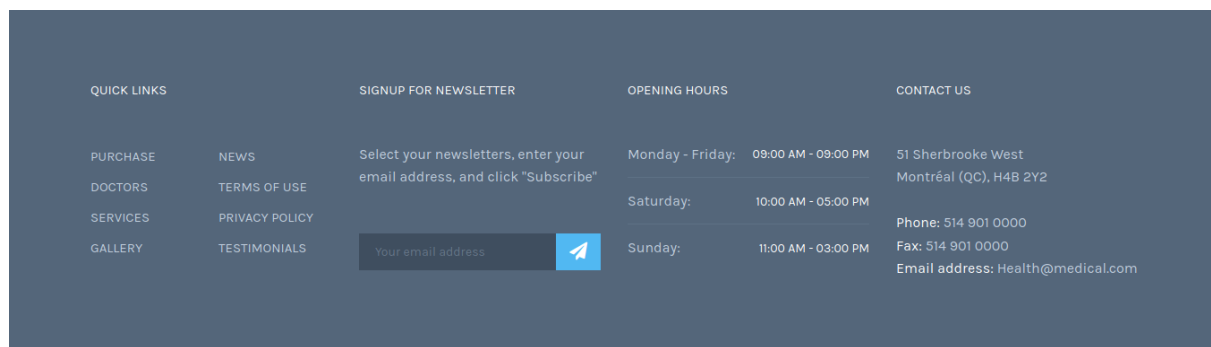 QUICK LINKS
PURCHASE
DOCTORS
SERVICES
GALLERY
NEWS
TERMS OF USE
PRIVACY POLICY
TESTIMONIALS
SIGNUP FOR NEWSLETTER
Select your newsletters, enter your
email address, and click "Subscribe"
Your email address
OPENING HOURS
Monday - Friday: 09:00 AM - 09:00 PM
Saturday: 10:00 AM - 05:00 PM
Sunday: 11:00 AM - 03:00 PM
CONTACT US
51 Sherbrooke West
Montréal (QC), H4B 2Y2
Phone: 514 901 0000
Fax: 514 901 0000
Email address: Health@medical.com